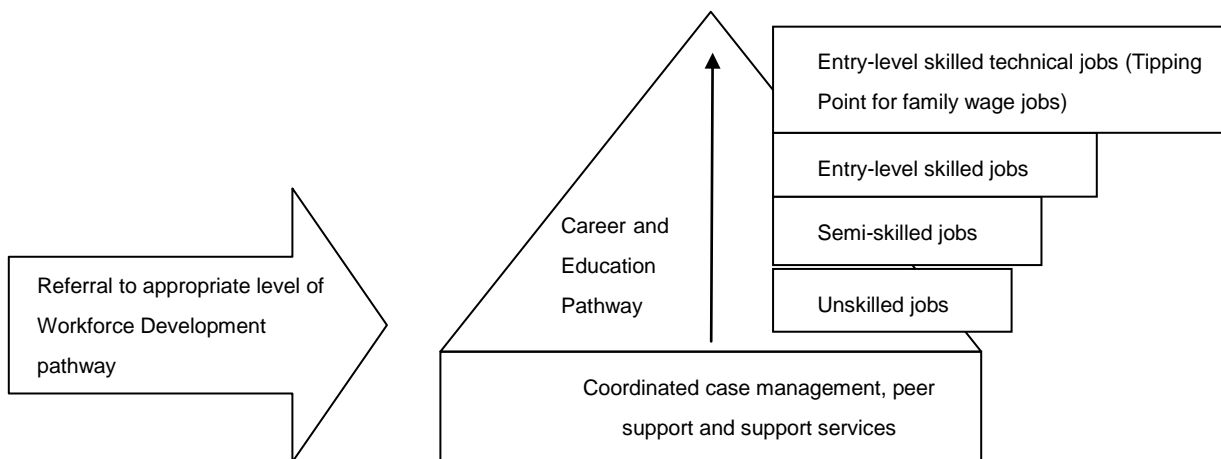 Referral to appropriate level of
Workforce Development
pathway
Career and
Education
Pathway
Entry-level skilled technical jobs (Tipping
Point for family wage jobs)
Entry-level skilled jobs
Semi-skilled jobs
Unskilled jobs
Coordinated case management, peer
support and support services